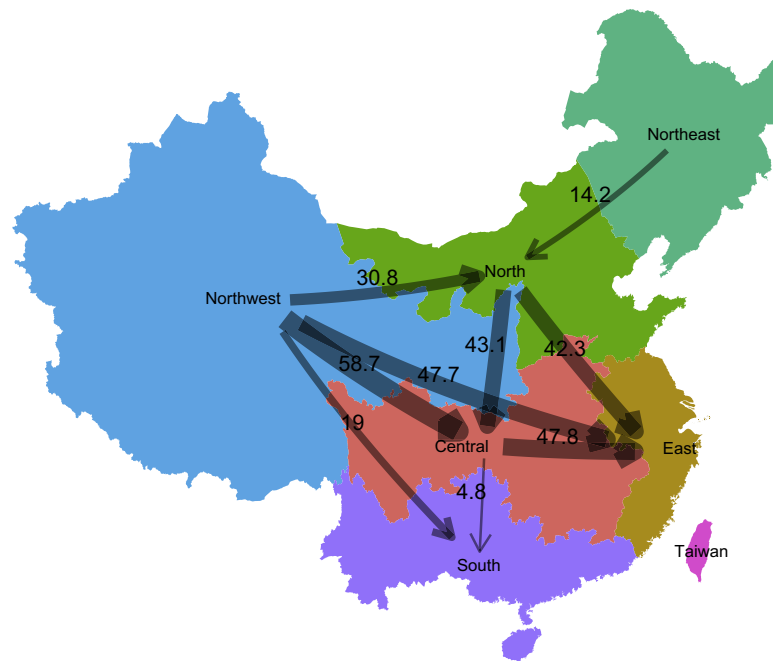 Northeast
14.2
North
30.8
Northwest
43.1
42.3
58.7
47.7
19
47.8
Central
East
4.8
Taiwan
South